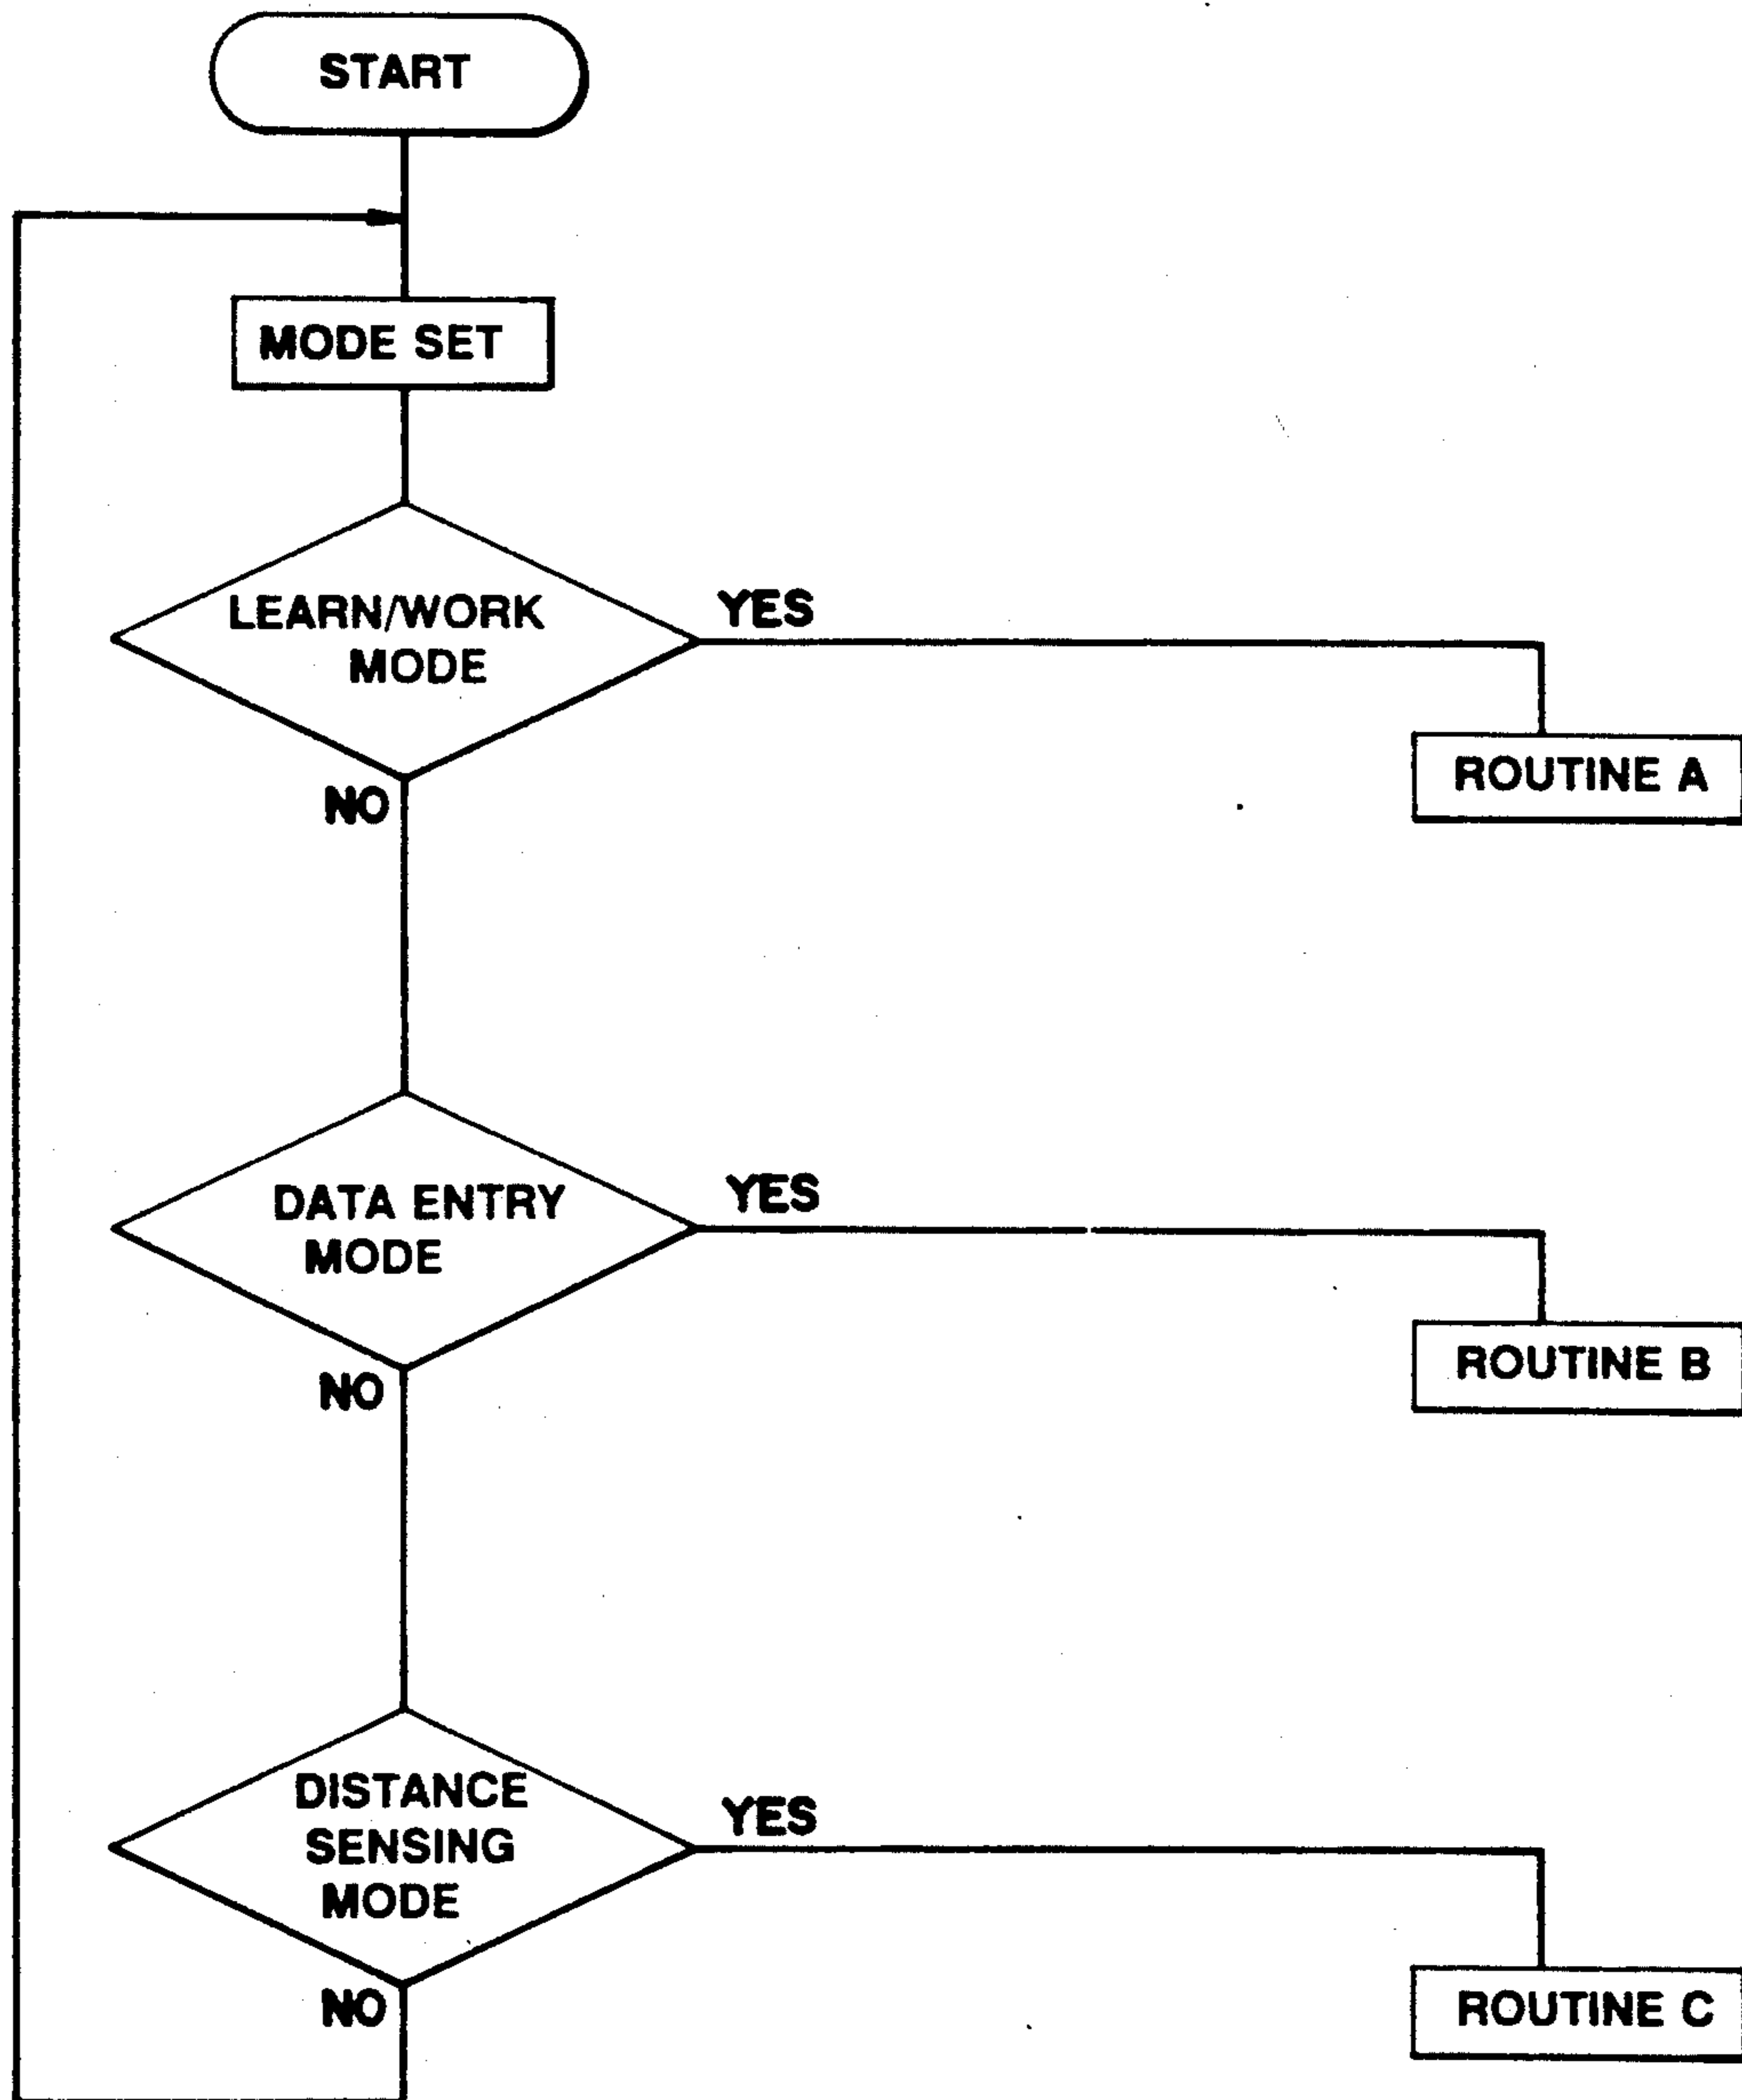 START
MODE SET
LEARN/WORK
MODE
YES
NO
ROUTINE A
DATA ENTRY
MODE
YES
NO
ROUTINE B
DISTANCE
SENSING
MODE
YES
NO
ROUTINE C